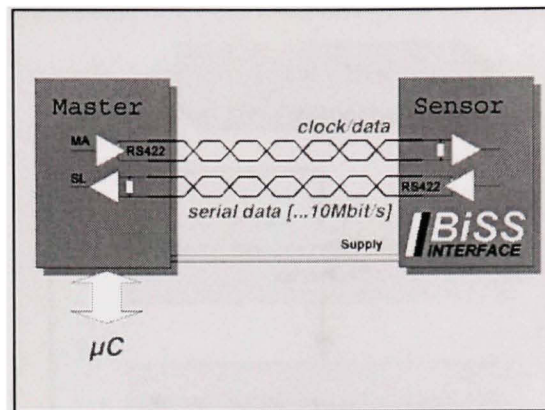 Master
Sensor
MA
RS422
clock/data
SL
RS422
serial data [...10Mbit/s]
Supply
BiSS
INTERFACE
µC